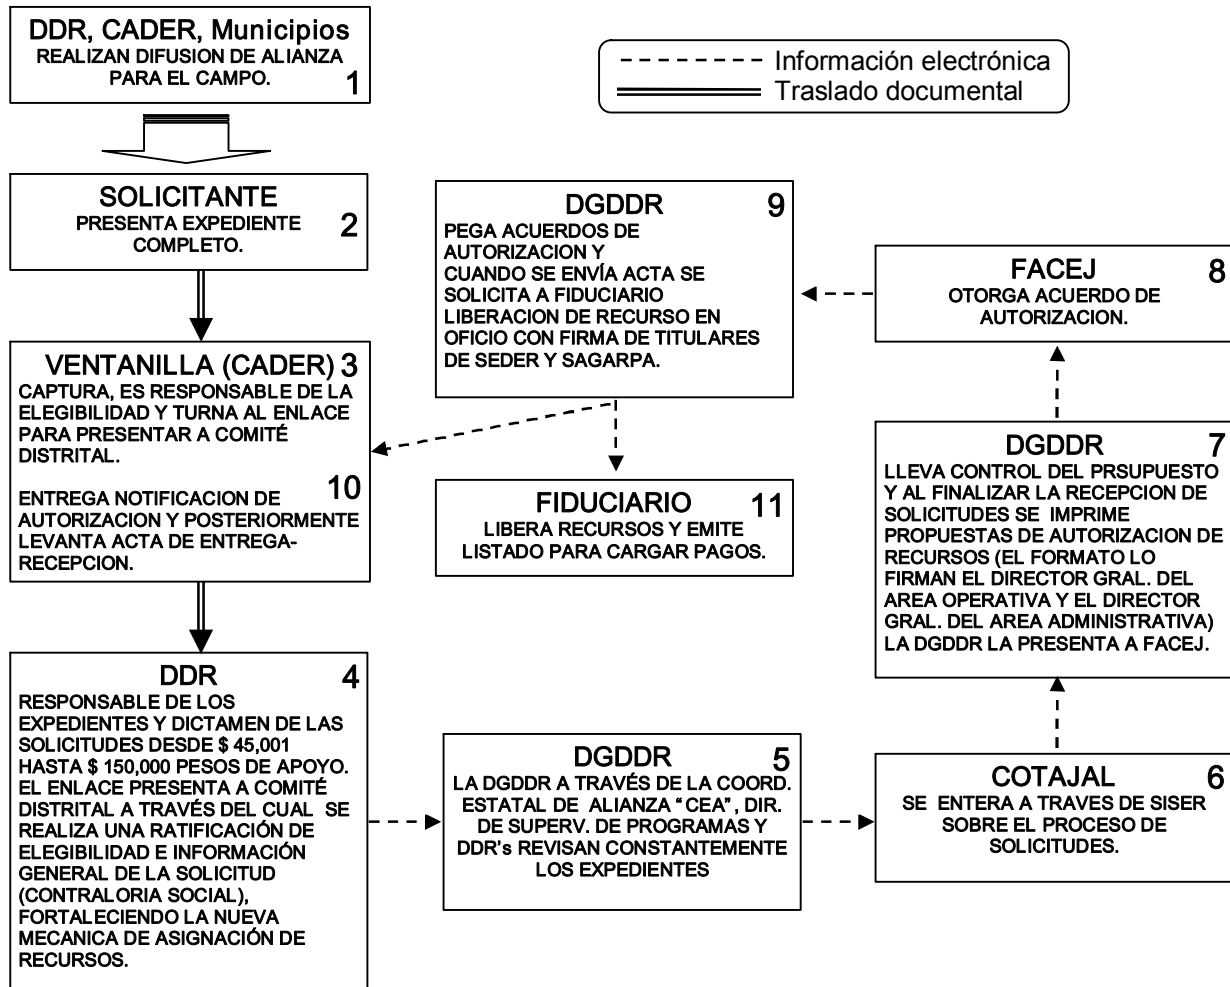 DDR, CADER, Municipios
REALIZAN DIFUSION DE ALIANZA
PARA EL CAMPO.
1
Información electrónica
Traslado documental
SOLICITANTE
PRESENTA EXPEDIENTE
COMPLETO.
2
VENTANILLA (CADER) 3
CAPTURA, ES RESPONSABLE DE LA
ELEGIBILIDAD Y TURNA AL ENLACE
PARA PRESENTAR A COMITÉ
DISTRITAL.
10
ENTREGA NOTIFICACION DE
AUTORIZACION Y POSTERIORMENTE
LEVANTA ACTA DE ENTREGA-
RECEPCION.
DDR 4
RESPONSABLE DE LOS
EXPEDIENTES Y DICTAMEN DE LAS
SOLICITUDES DESDE $ 45,001
HASTA $ 150,000 PESOS DE APOYO.
EL ENLACE PRESENTA A COMITÉ
DISTRITAL A TRAVÉS DEL CUAL SE
REALIZA UNA RATIFICACIÓN DE
ELEGIBILIDAD E INFORMACIÓN
GENERAL DE LA SOLICITUD
(CONTRALORIA SOCIAL),
FORTALECIENDO LA NUEVA
MECANICA DE ASIGNACIÓN DE
RECURSOS.
DGDDR 5
LA DGDDR A TRAVÉS DE LA COORD.
ESTATAL DE ALIANZA “CEA”, DIR.
DE SUPERV. DE PROGRAMAS Y
DDR’s REVISAN CONSTANTEMENTE
LOS EXPEDIENTES
COTAJAL 6
SE ENTERA A TRAVES DE SISER
SOBRE EL PROCESO DE
SOLICITUDES.
DGDDR 7
LLEVA CONTROL DEL PRSUPUESTO
Y AL FINALIZAR LA RECEPCION DE
SOLICITUDES SE IMPRIME
PROPUESTAS DE AUTORIZACION DE
RECURSOS (EL FORMATO LO
FIRMAN EL DIRECTOR GRAL. DEL
AREA OPERATIVA Y EL DIRECTOR
GRAL. DEL AREA ADMINISTRATIVA)
LA DGDDR LA PRESENTA A FACEJ.
FACEJ 8
OTORGA ACUERDO DE
AUTORIZACION.
DGDDR 9
PEGA ACUERDOS DE
AUTORIZACION Y
CUANDO SE ENVÍA ACTA SE
SOLICITA A FIDUCIARIO
LIBERACION DE RECURSO EN
OFICIO CON FIRMA DE TITULARES
DE SEDER Y SAGARPA.
FIDUCIARIO 11
LIBERA RECURSOS Y EMITE
LISTADO PARA CARGAR PAGOS.